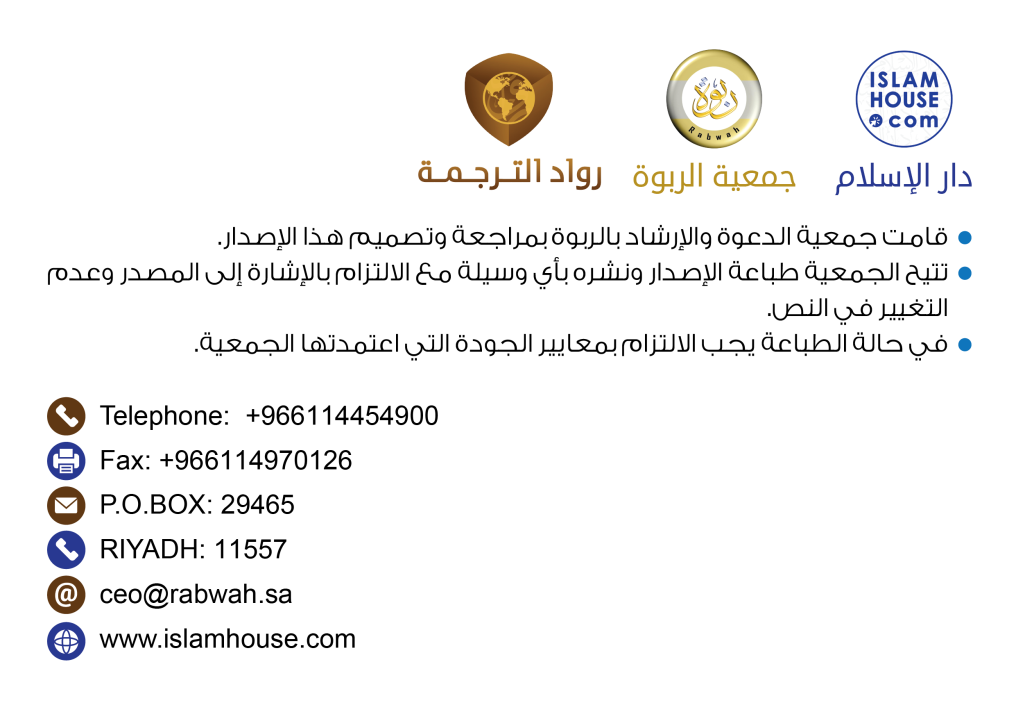 ISLAM
HOUSE
com
ربوة
Rabwah
دار الإسلام
جمعية الربوة
رواد التـرجـمـة
● قامت جمعية الدعوة والإرشاد بالربوة بمراجعة وتصميم هذا الإصدار.
● تتيح الجمعية طباعة الإصدار ونشره بأي وسيلة مع الالتزام بالإشارة إلى المصدر وعدم
التغيير في النص.
● في حالة الطباعة يجب الالتزام بمعايير الجودة التي اعتمدتها الجمعية.
Telephone: +966114454900
Fax: +966114970126
P.O.BOX: 29465
RIYADH: 11557
ceo@rabwah.sa
www.islamhouse.com